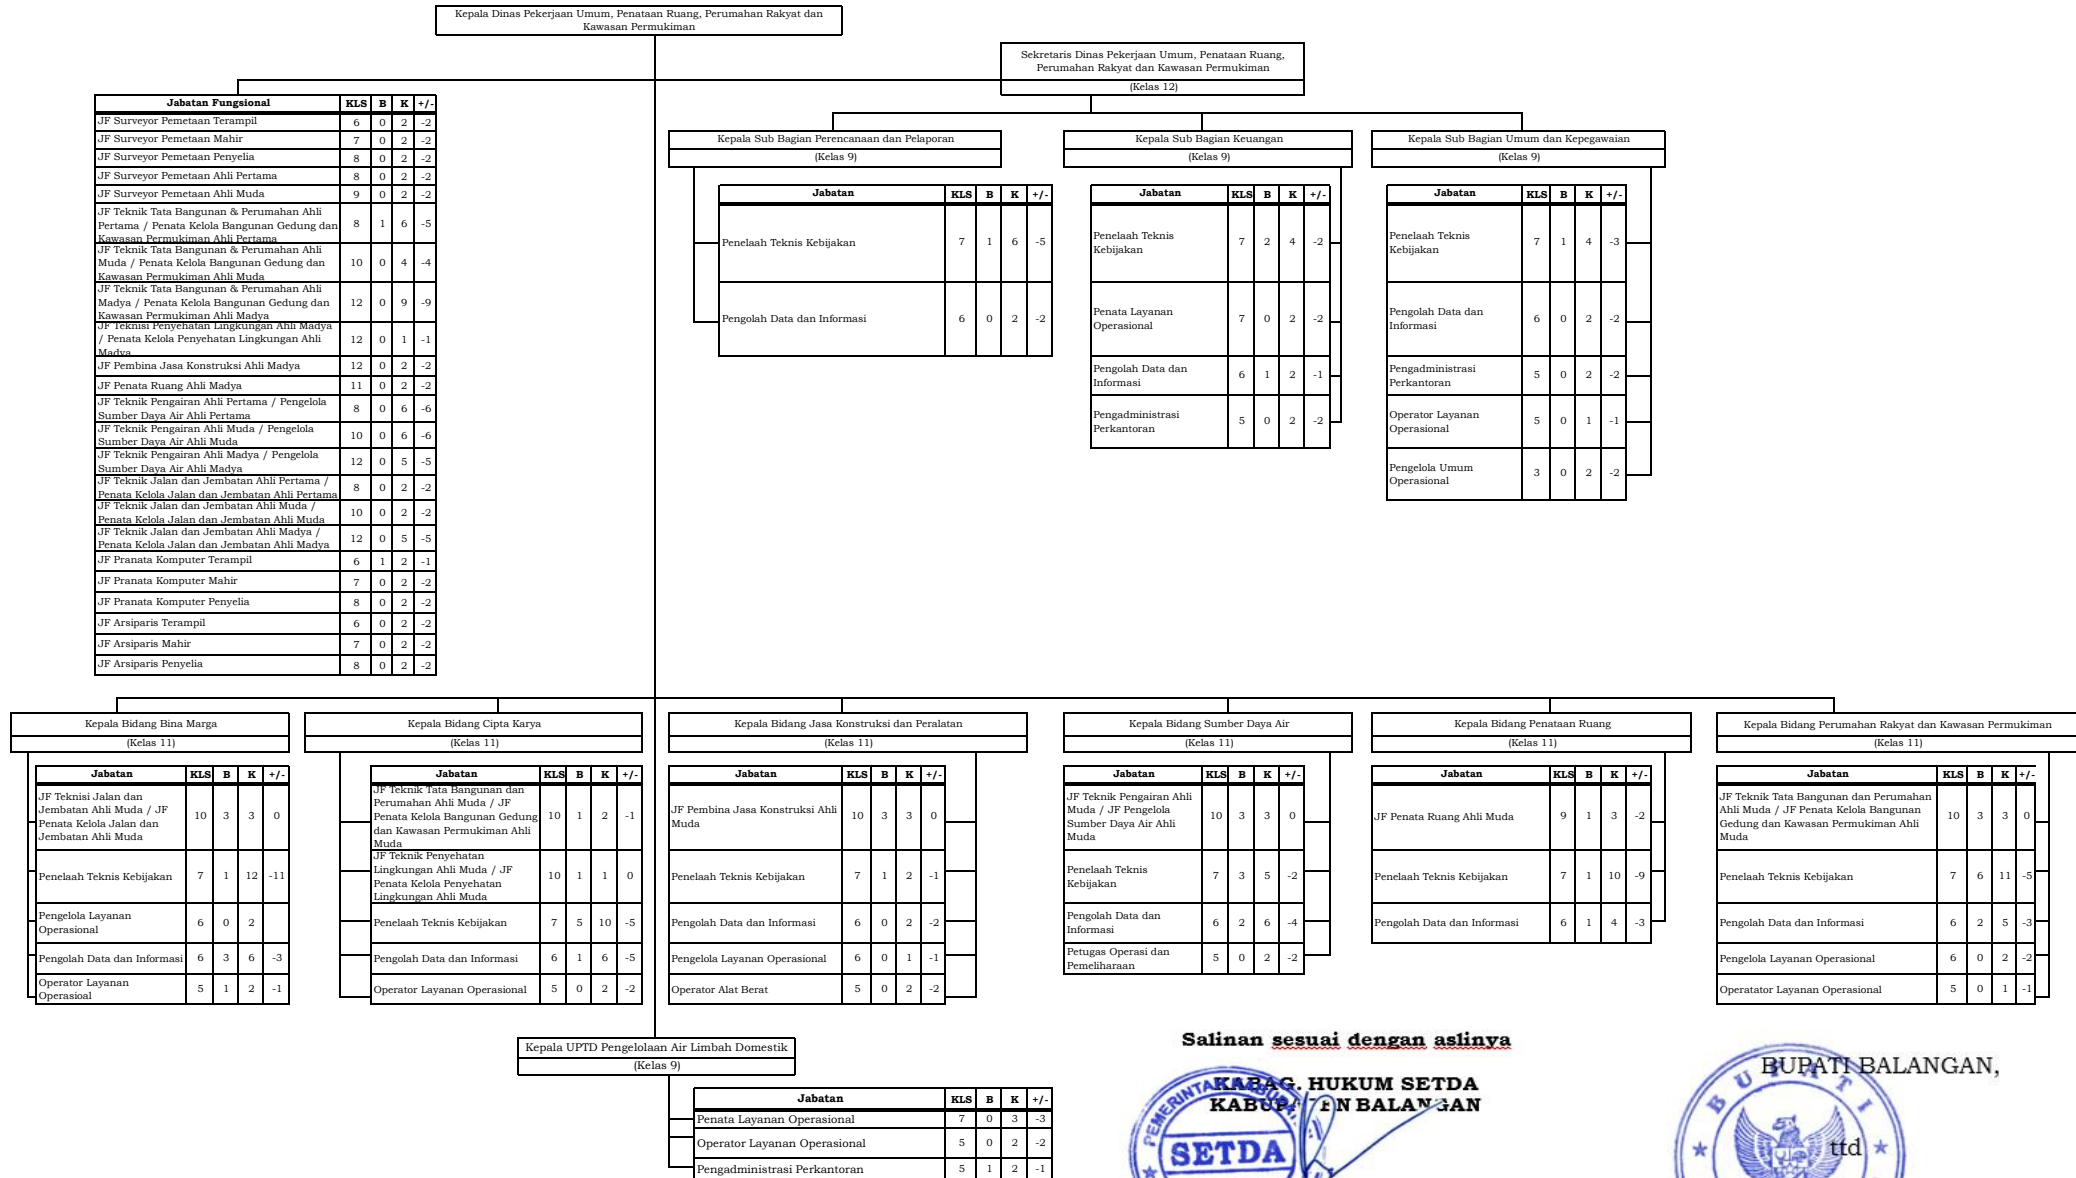 Kepala Dinas Pekerjaan Umum, Penataan Ruang, Perumahan Rakyat dan
Kawasan Permukiman
Sekretaris Dinas Pekerjaan Umum, Penataan Ruang,
Perumahan Rakyat dan Kawasan Permukiman
(Kelas 12)
Jabatan Fungsional KLS B K +/-
JF Surveyor Pemetaan Terampil 6 0 2 -2
JF Surveyor Pemetaan Mahir 7 0 2 -2
JF Surveyor Pemetaan Penyelia 8 0 2 -2
JF Surveyor Pemetaan Ahli Pertama 8 0 2 -2
JF Surveyor Pemetaan Ahli Muda 9 0 2 -2
JF Teknik Tata Bangunan & Perumahan Ahli
Pertama / Penata Kelola Bangunan Gedung dan 8 1 6 -5
Kawasan Permukiman Ahli Pertama
JF Teknik Tata Bangunan & Perumahan Ahli
Muda / Penata Kelola Bangunan Gedung dan 10 0 4 -4
Kawasan Permukiman Ahli Muda
JF Teknik Tata Bangunan & Perumahan Ahli
Madya / Penata Kelola Bangunan Gedung dan 12 0 9 -9
Kawasan Permukiman Ahli Madya
JF Teknisi Penyehatan Lingkungan Ahli Madya
/ Penata Kelola Penyehatan Lingkungan Ahli 12 0 1 -1
Madya
JF Pembina Jasa Konstruksi Ahli Madya 12 0 2 -2
JF Penata Ruang Ahli Madya 11 0 2 -2
JF Teknik Pengairan Ahli Pertama / Pengelola
Sumber Daya Air Ahli Pertama 8 0 6 -6
JF Teknik Pengairan Ahli Muda / Pengelola
Sumber Daya Air Ahli Muda 10 0 6 -6
JF Teknik Pengairan Ahli Madya / Pengelola
Sumber Daya Air Ahli Madya 12 0 5 -5
JF Teknik Jalan dan Jembatan Ahli Pertama /
Penata Kelola Jalan dan Jembatan Ahli Pertama 8 0 2 -2
JF Teknik Jalan dan Jembatan Ahli Muda /
Penata Kelola Jalan dan Jembatan Ahli Muda 10 0 2 -2
JF Teknik Jalan dan Jembatan Ahli Madya /
Penata Kelola Jalan dan Jembatan Ahli Madya 12 0 5 -5
JF Pranata Komputer Terampil 6 1 2 -1
JF Pranata Komputer Mahir 7 0 2 -2
JF Pranata Komputer Penyelia 8 0 2 -2
JF Arsiparis Terampil 6 0 2 -2
JF Arsiparis Mahir 7 0 2 -2
JF Arsiparis Penyelia 8 0 2 -2
Kepala Sub Bagian Perencanaan dan Pelaporan
(Kelas 9)
Jabatan KLS B K +/-
Penelaah Teknis Kebijakan 7 1 6 -5
Pengolah Data dan Informasi 6 0 2 -2
Kepala Sub Bagian Keuangan
(Kelas 9)
Jabatan KLS B K +/-
Penelaah Teknis
Kebijakan 7 2 4 -2
Penata Layanan
Operasional 7 0 2 -2
Pengolah Data dan
Informasi 6 1 2 -1
Pengadministrasi
Perkantoran 5 0 2 -2
Kepala Sub Bagian Umum dan Kepegawaian
(Kelas 9)
Jabatan KLS B K +/-
Penelaah Teknis
Kebijakan 7 1 4 -3
Pengolah Data dan
Informasi 6 0 2 -2
Pengadministrasi
Perkantoran 5 0 2 -2
Operator Layanan
Operasional 5 0 1 -1
Pengelola Umum
Operasional 3 0 2 -2
Kepala Bidang Bina Marga
(Kelas 11)
Jabatan KLS B K +/-
JF Teknisi Jalan dan
Jembatan Ahli Muda / JF
Penata Kelola Jalan dan 10 3 3 0
Jembatan Ahli Muda
Penelaah Teknis Kebijakan 7 1 12 -11
Pengelola Layanan
Operasional 6 0 2
Pengolah Data dan Informasi 6 3 6 -3
Operator Layanan
Operasioal 5 1 2 -1
Kepala Bidang Cipta Karya
(Kelas 11)
Jabatan KLS B K +/-
JF Teknik Tata Bangunan dan
Perumahan Ahli Muda / JF
Penata Kelola Bangunan Gedung 10 1 2 -1
dan Kawasan Permukiman Ahli
Muda
JF Teknik Penyehatan
Lingkungan Ahli Muda / JF
Penata Kelola Penyehatan 10 1 1 0
Lingkungan Ahli Muda
Penelaah Teknis Kebijakan 7 5 10 -5
Pengolah Data dan Informasi 6 1 6 -5
Operator Layanan Operasional 5 0 2 -2
Kepala Bidang Jasa Konstruksi dan Peralatan
(Kelas 11)
Jabatan KLS B K +/-
JF Pembina Jasa Konstruksi Ahli
Muda 10 3 3 0
Penelaah Teknis Kebijakan 7 1 2 -1
Pengolah Data dan Informasi 6 0 2 -2
Pengelola Layanan Operasional 6 0 1 -1
Operator Alat Berat 5 0 2 -2
Kepala Bidang Sumber Daya Air
(Kelas 11)
Jabatan KLS B K +/-
JF Teknik Pengairan Ahli
Muda / JF Pengelola
Sumber Daya Air Ahli 10 3 3 0
Muda
Penelaah Teknis
Kebijakan 7 3 5 -2
Pengolah Data dan
Informasi 6 2 6 -4
Petugas Operasi dan
Pemeliharaan 5 0 2 -2
Kepala Bidang Penataan Ruang
(Kelas 11)
Jabatan KLS B K +/-
JF Penata Ruang Ahli Muda 9 1 3 -2
Penelaah Teknis Kebijakan 7 1 10 -9
Pengolah Data dan Informasi 6 1 4 -3
Kepala Bidang Perumahan Rakyat dan Kawasan Permukiman
(Kelas 11)
Jabatan KLS B K +/-
JF Teknik Tata Bangunan dan Perumahan
Ahli Muda / JF Penata Kelola Bangunan
Gedung dan Kawasan Permukiman Ahli 10 3 3 0
Muda
Penelaah Teknis Kebijakan 7 6 11 -5
Pengolah Data dan Informasi 6 2 5 -3
Pengelola Layanan Operasional 6 0 2 -2
Operatator Layanan Operasional 5 0 1 -1
Kepala UPTD Pengelolaan Air Limbah Domestik
(Kelas 9)
Jabatan KLS B K +/-
Penata Layanan Operasional 7 0 3 -3
Operator Layanan Operasional 5 0 2 -2
Pengadministrasi Perkantoran 5 1 2 -1
Salinan sesuai dengan aslinya
KABAG. HUKUM SETDA
KABUPATEN BALANGAN
SETDA
BUPATI BALANGAN,
BUPATI
ttd